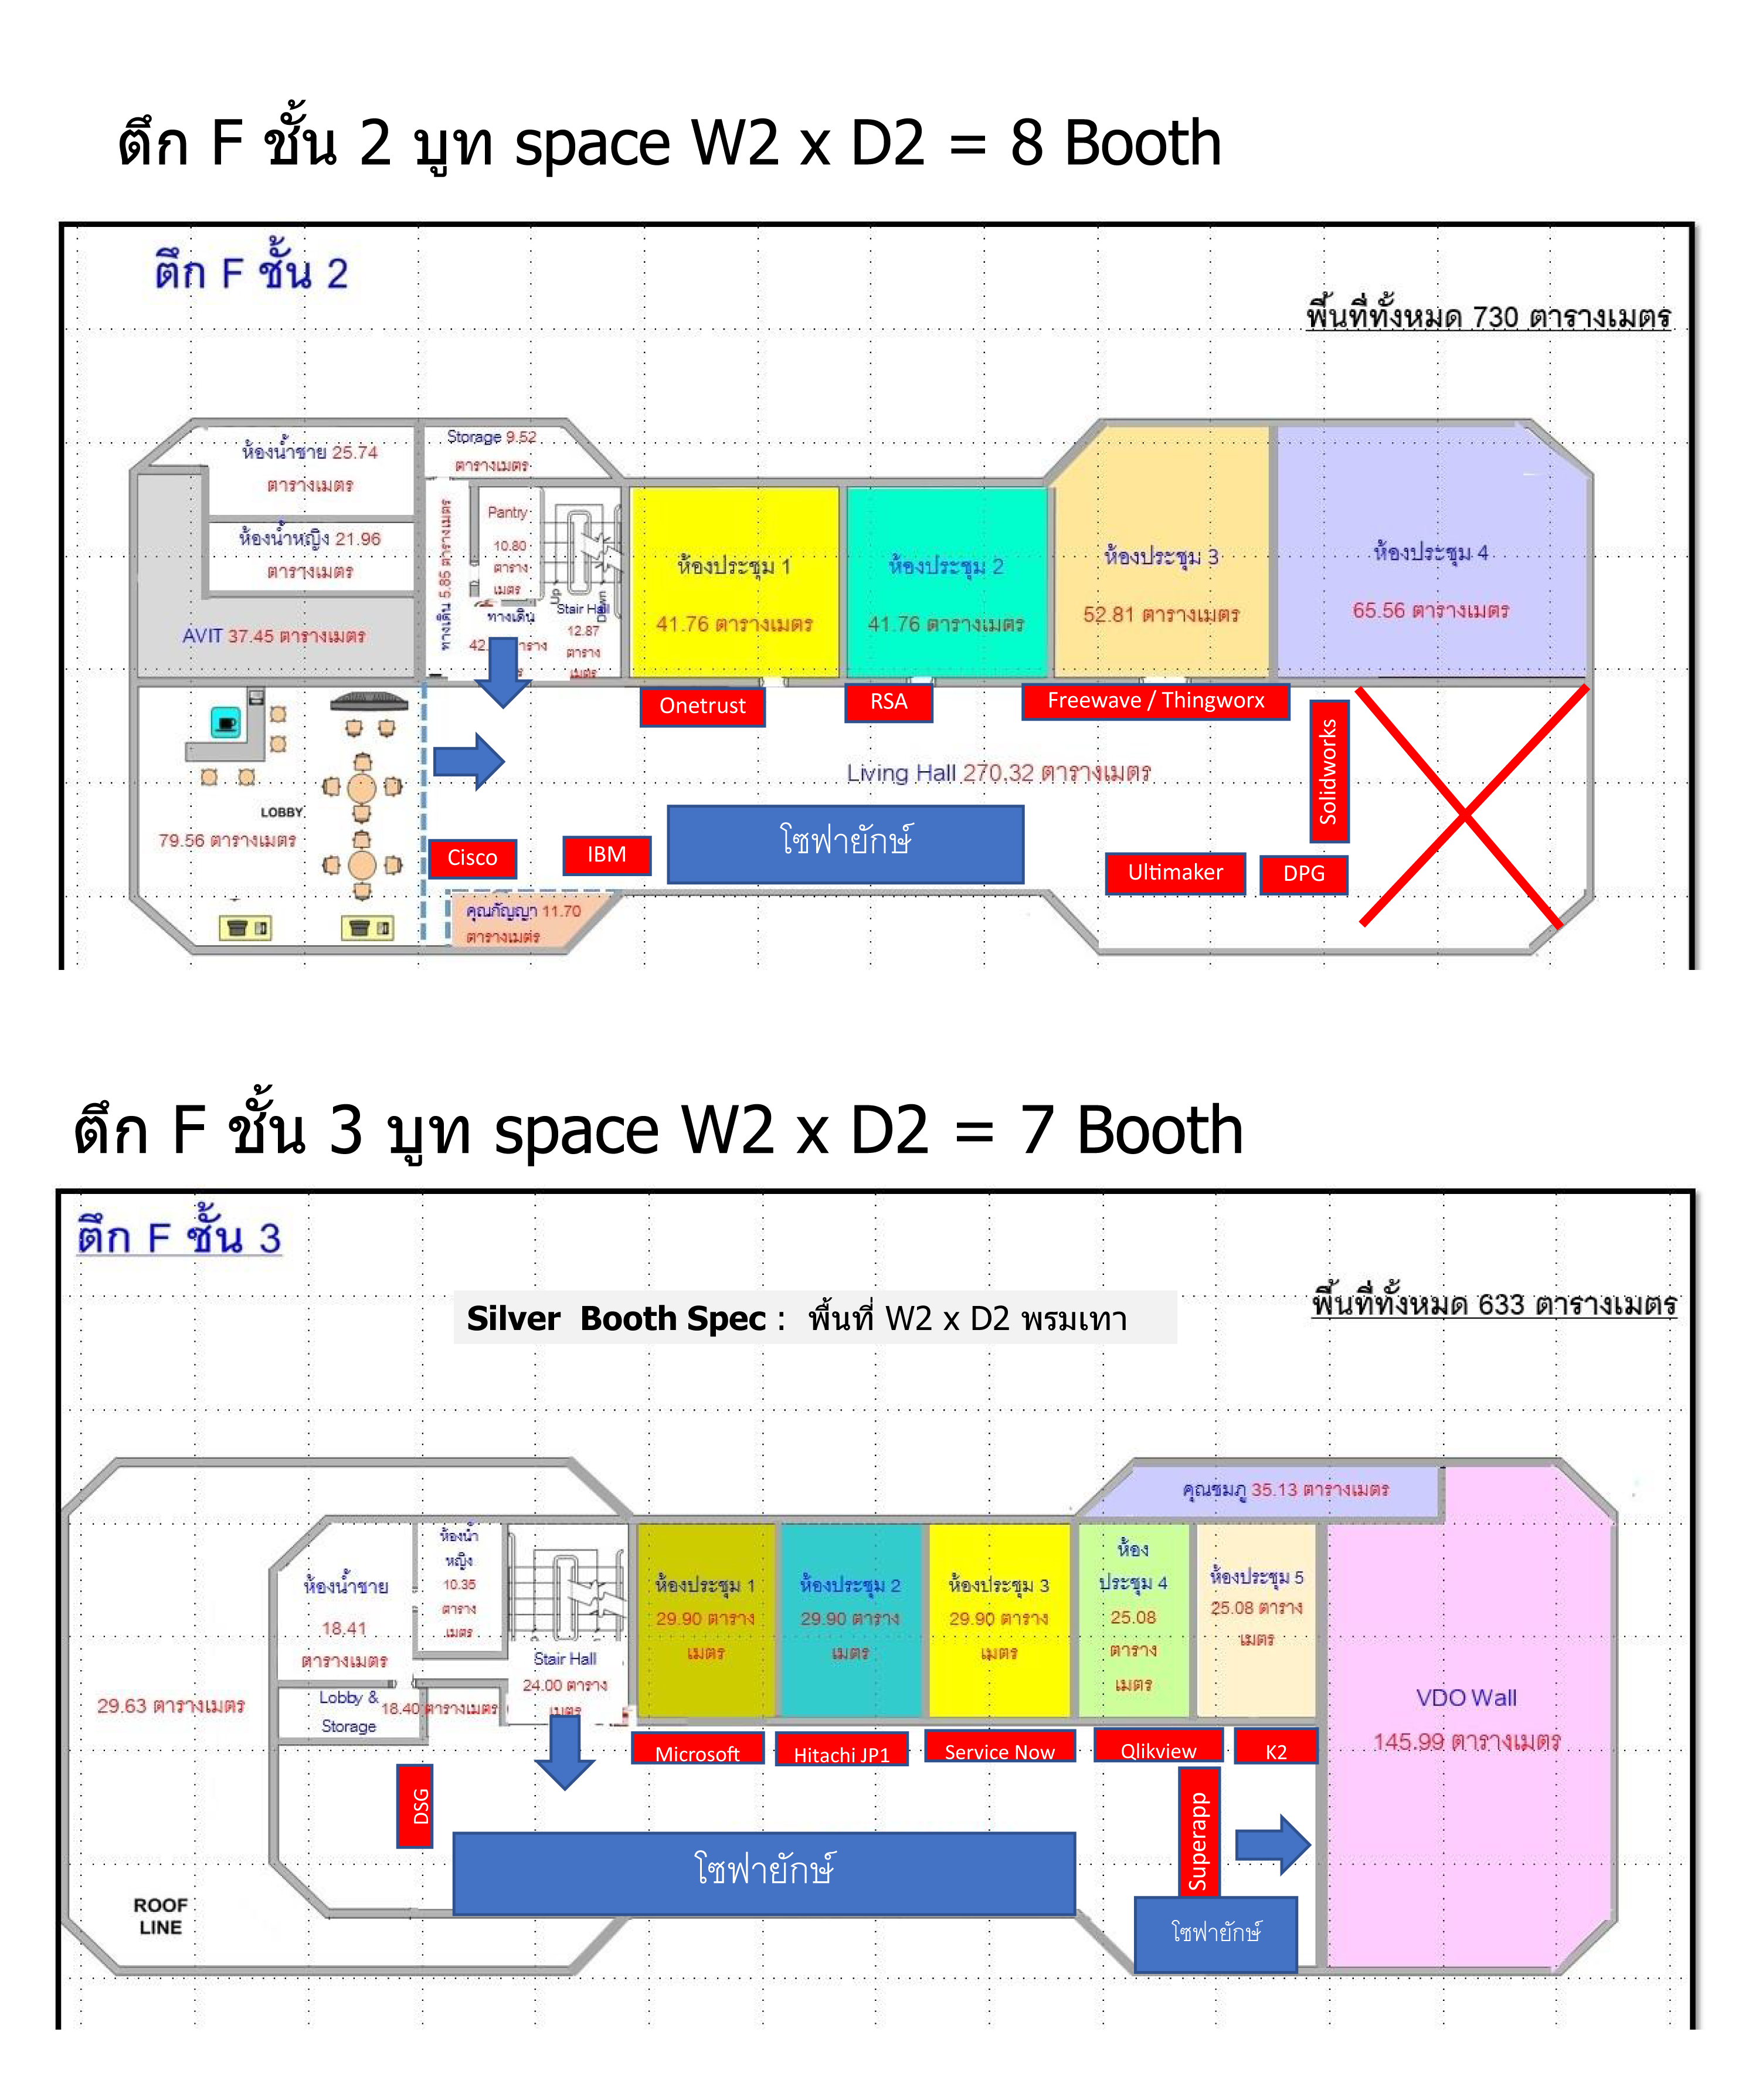 ตึก F ชั้น 2 บูท space W2 x D2 = 8 Booth
ตึก F ชั้น 2
พื้นที่ทั้งหมด 730 ตารางเมตร
ห้องน้ำชาย 25.74
ตารางเมตร
ห้องน้ำหญิง 21.96
ตารางเมตร
AVIT 37.45 ตารางเมตร
Storage 9.52
ตารางเมตร
ทางเดิน 5.85 ตารางเมตร
Pantry
10.80
ตาราง
เมตร
ทางเดิน
42.
ตาราง
Up
Down
Stair Hall
12.87
ตาราง
เมตร
ห้องประชุม 1
41.76 ตารางเมตร
ห้องประชุม 2
41.76 ตารางเมตร
ห้องประชุม 3
52.81 ตารางเมตร
ห้องประชุม 4
65.56 ตารางเมตร
Onetrust
RSA
Freewave / Thingworx
Solidworks
Living Hall 270.32 ตารางเมตร
LOBBY
79.56 ตารางเมตร
Cisco
IBM
โซฟายักษ์
Ultimaker
DPG
คุณกัญญา 11.70
ตารางเมตร
ตึก F ชั้น 3 บูท space W2 x D2 = 7 Booth
ตึก F ชั้น 3
พื้นที่ทั้งหมด 633 ตารางเมตร
Silver Booth Spec : พื้นที่ W2 x D2 พรมเทา
คุณชมภู 35.13 ตารางเมตร
ห้องน้ำชาย
18.41
ตารางเมตร
ห้องน้ำ
หญิง
10.35
ตาราง
เมตร
Stair Hall
24.00 ตาราง
เมตร
Lobby &
Storage
18.40 ตารางเมตร
29.63 ตารางเมตร
ห้องประชุม 1
29.90 ตาราง
เมตร
ห้องประชุม 2
29.90 ตาราง
เมตร
ห้องประชุม 3
29.90 ตาราง
เมตร
ห้อง
ประชุม 4
25.08
ตาราง
เมตร
ห้องประชุม 5
25.08 ตาราง
เมตร
VDO Wall
145.99 ตารางเมตร
Microsoft
Hitachi JP1
Service Now
Qlikview
K2
DSG
Superapp
โซฟายักษ์
โซฟายักษ์
ROOF
LINE